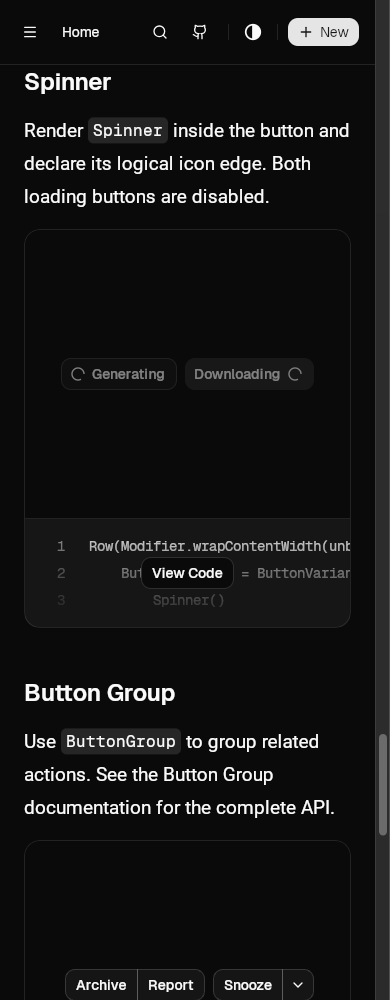 Home
New
Spinner
Render Spinner inside the button and
declare its logical icon edge. Both
loading buttons are disabled.
Generating
Downloading
1 Row(Modifier.wrapContentWidth(unb
2 But
View Code
= ButtonVarian
3 Spinner()
Button Group
Use ButtonGroup to group related
actions. See the Button Group
documentation for the complete API.
Archive
Report
Snooze